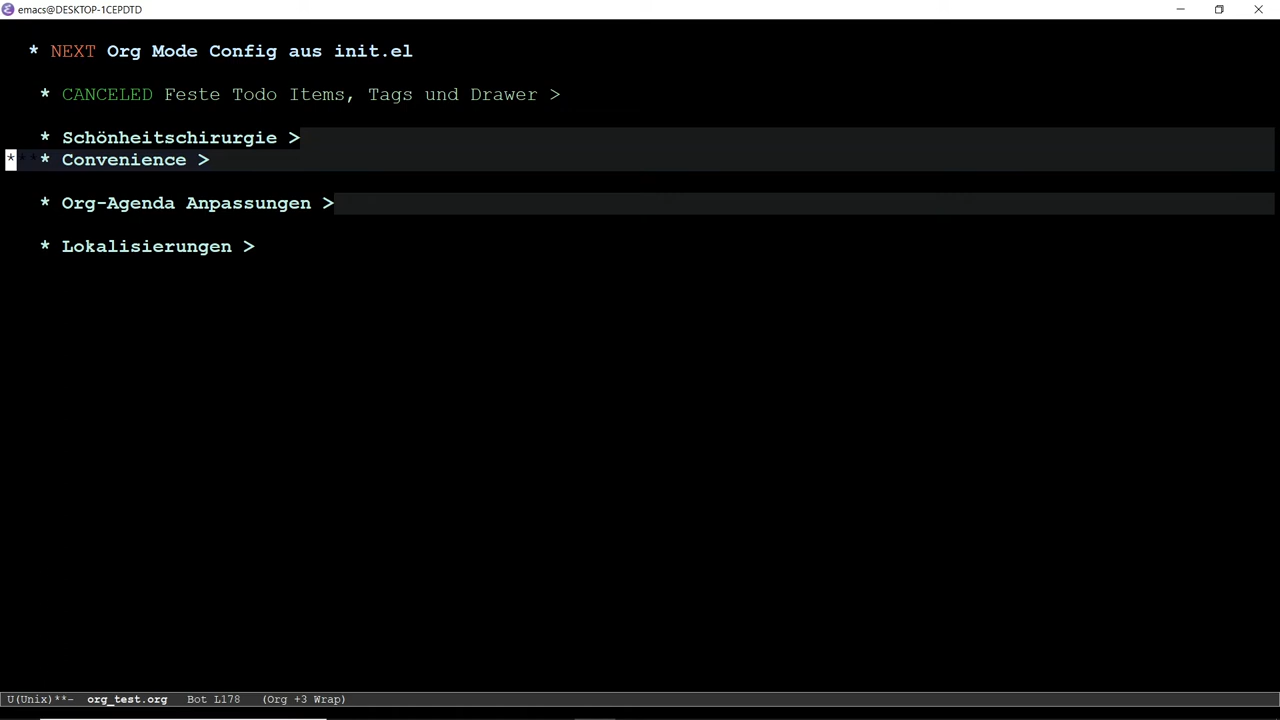 emacs@DESKTOP-1CEPDTD
* NEXT Org Mode Config aus init.el
* CANCELED Feste Todo Items, Tags und Drawer >
* Schönheitschirurgie >
**** Convenience >
* Org-Agenda Anpassungen >
* Lokalisierungen >
U(Unix)**- org_test.org Bot L178 (Org +3 Wrap)